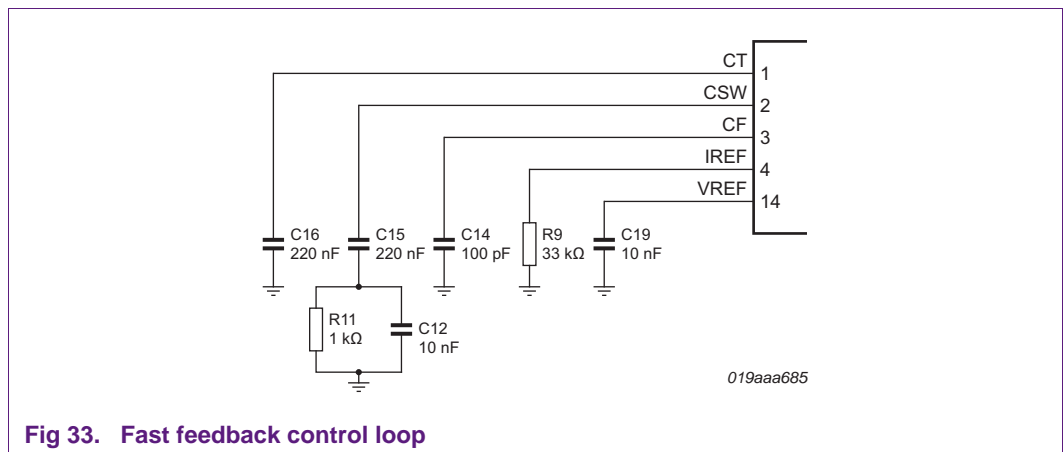 CT
1
CSW
2
CF
3
IREF
4
VREF
14
C16
220 nF
C15
220 nF
C14
100 pF
R9
33 kΩ
C19
10 nF
R11
1 kΩ
C12
10 nF
019aaa685
Fig 33. Fast feedback control loop